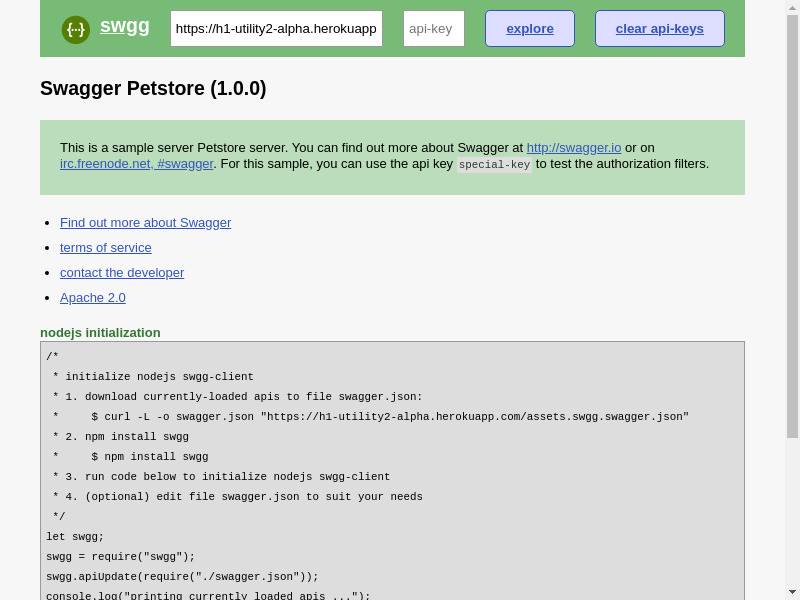 {···} swgg https://h1-utility2-alpha.herokuapp api-key explore clear api-keys
Swagger Petstore (1.0.0)
This is a sample server Petstore server. You can find out more about Swagger at http://swagger.io or on
irc.freenode.net, #swagger. For this sample, you can use the api key special-key to test the authorization filters.
Find out more about Swagger
terms of service
contact the developer
Apache 2.0
nodejs initialization
/*
* initialize nodejs swgg-client
* 1. download currently-loaded apis to file swagger.json:
*     $ curl -L -o swagger.json "https://h1-utility2-alpha.herokuapp.com/assets.swgg.swagger.json"
* 2. npm install swgg
*     $ npm install swgg
* 3. run code below to initialize nodejs swgg-client
* 4. (optional) edit file swagger.json to suit your needs
*/
let swgg;
swgg = require("swgg");
swgg.apiUpdate(require("./swagger.json"));
console.log("printing currently loaded apis ...");